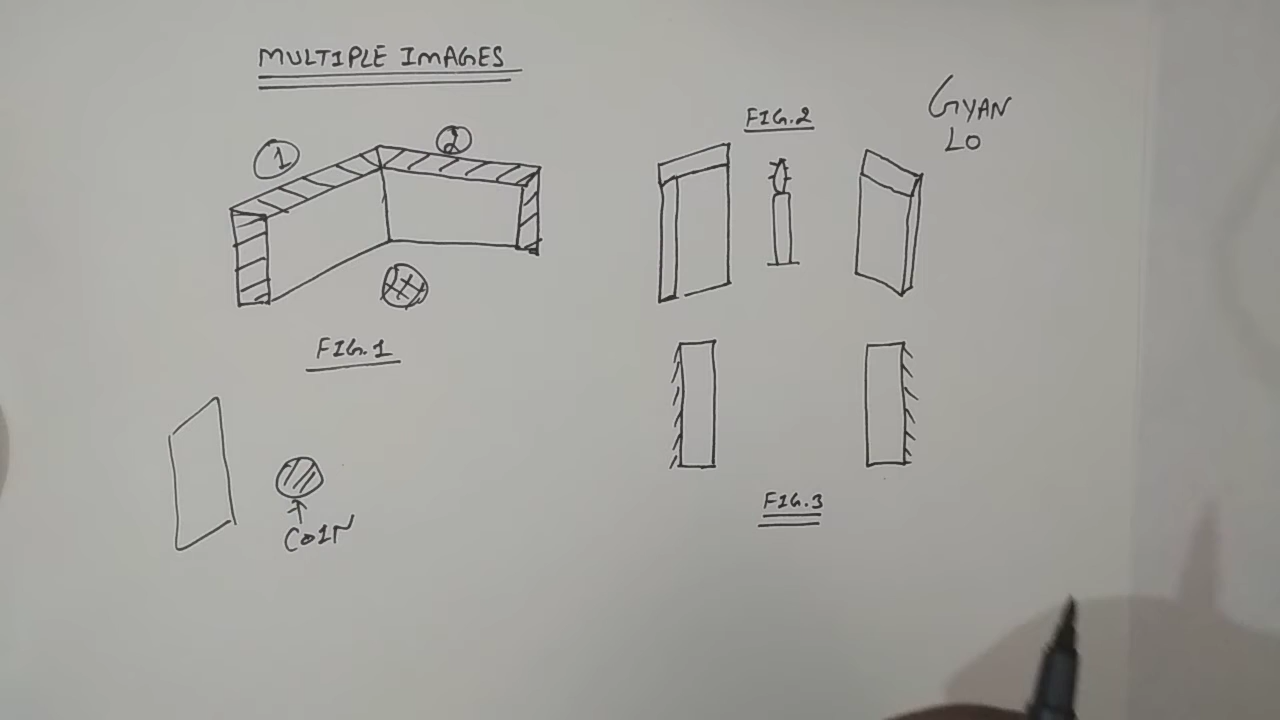 MULTIPLE IMAGES
1
2
FIG.1
COIN
FIG.2
GYAN
LO
FIG.3